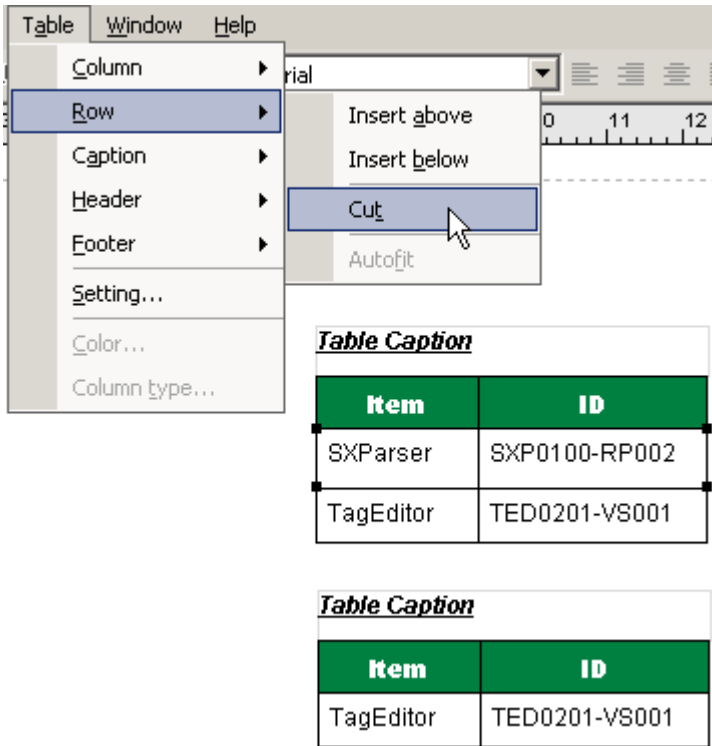 Table Window Help
Column
rial
Row
Insert above
0 11 12
Caption
Insert below
Header
Cut
Footer
Autofit
Setting...
Color...
Column type...
Table Caption
Item ID
SXParser SXP0100-RP002
TagEditor TED0201-VS001
Table Caption
Item ID
TagEditor TED0201-VS001